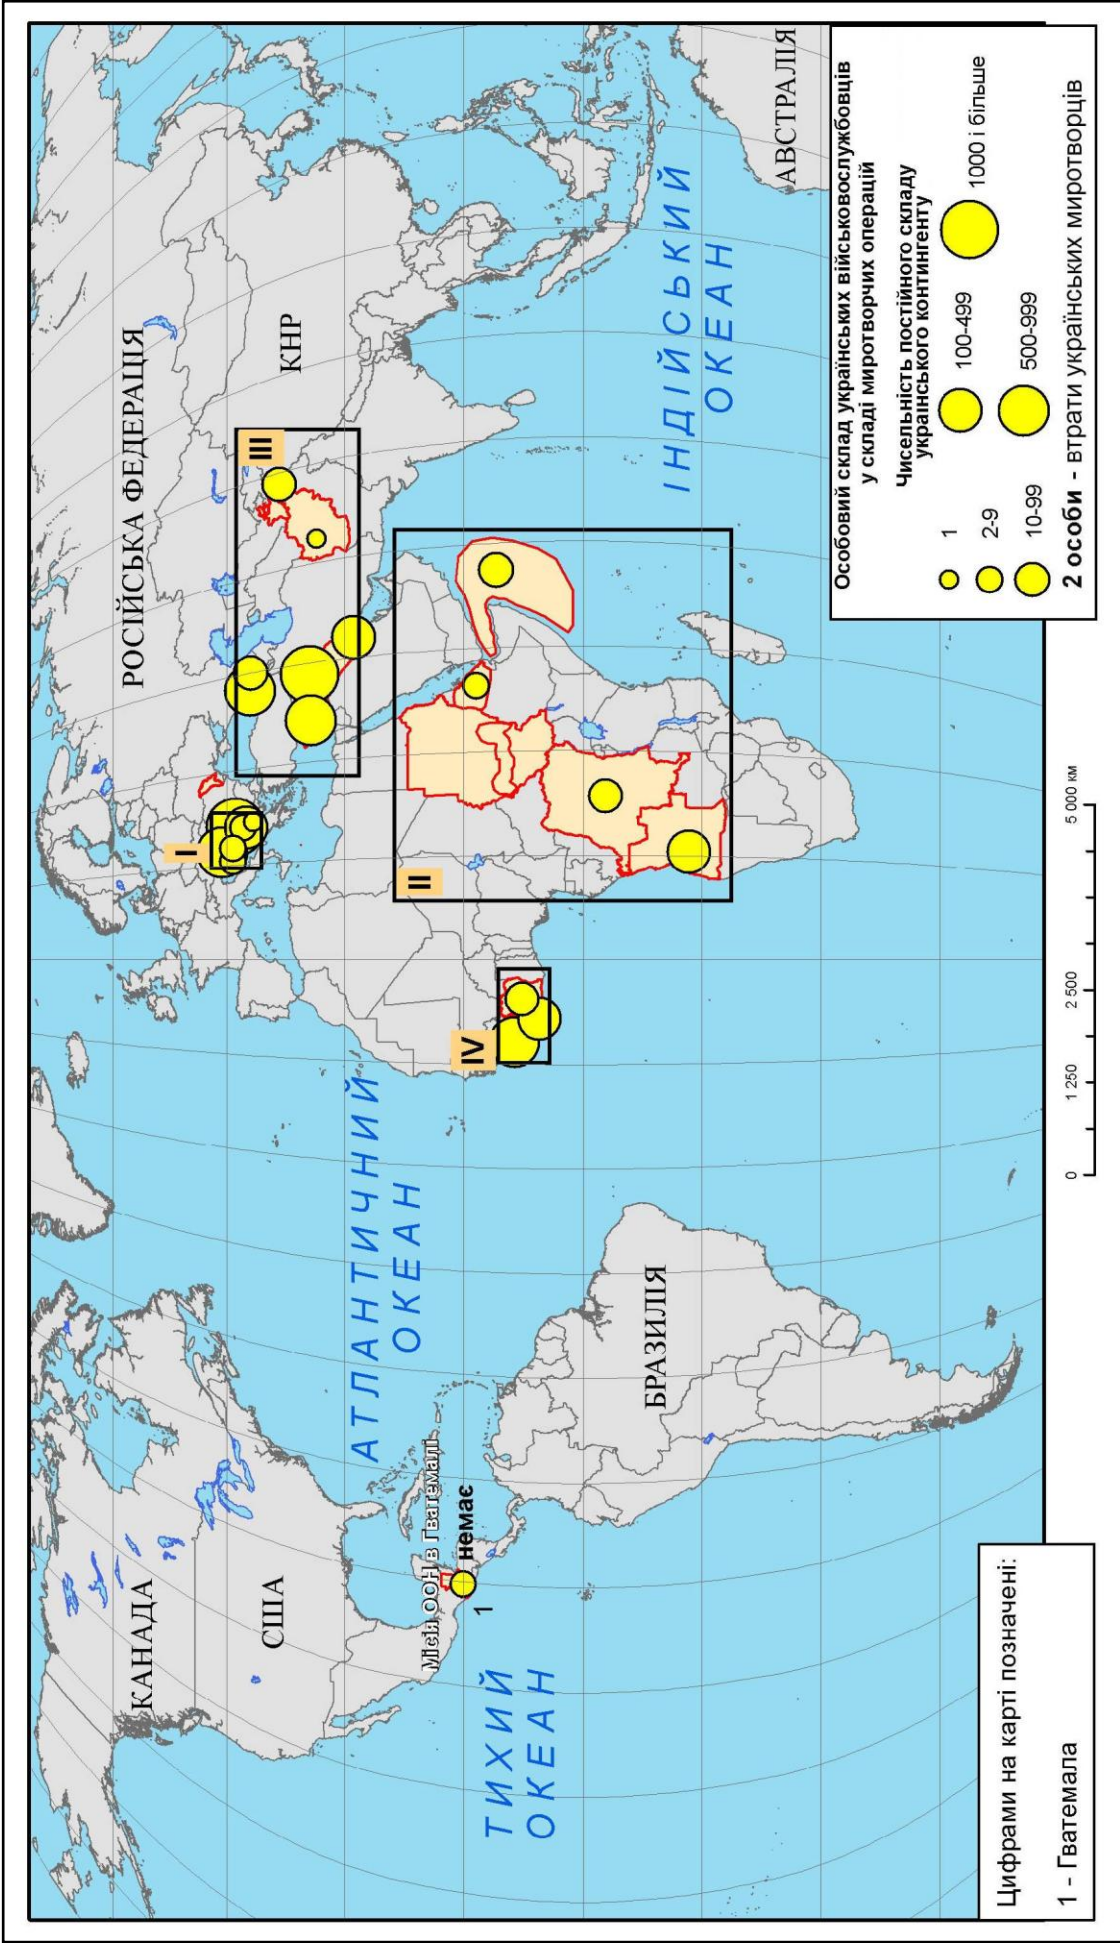 КАНАДА
США
РОСІЙСЬКА ФЕДЕРАЦІЯ
КНР
I
III
II
IV
АТЛАНТИЧНИЙ
ОКЕАН
Місія ООН в Гватемалі
немає
1
ТИХИЙ
ОКЕАН
БРАЗИЛІЯ
ІНДІЙСЬКИЙ
ОКЕАН
АВСТРАЛІЯ
Цифрами на карті позначені:
1 - Гватемала
0 1 250 2 500 5 000 км
Особовий склад українських військовослужбовців
у складі миротворчих операцій
Чисельність постійного складу
українського контингенту
1 100-499 1000 і більше
2-9
10-99 500-999
2 особи - втрати українських миротворців